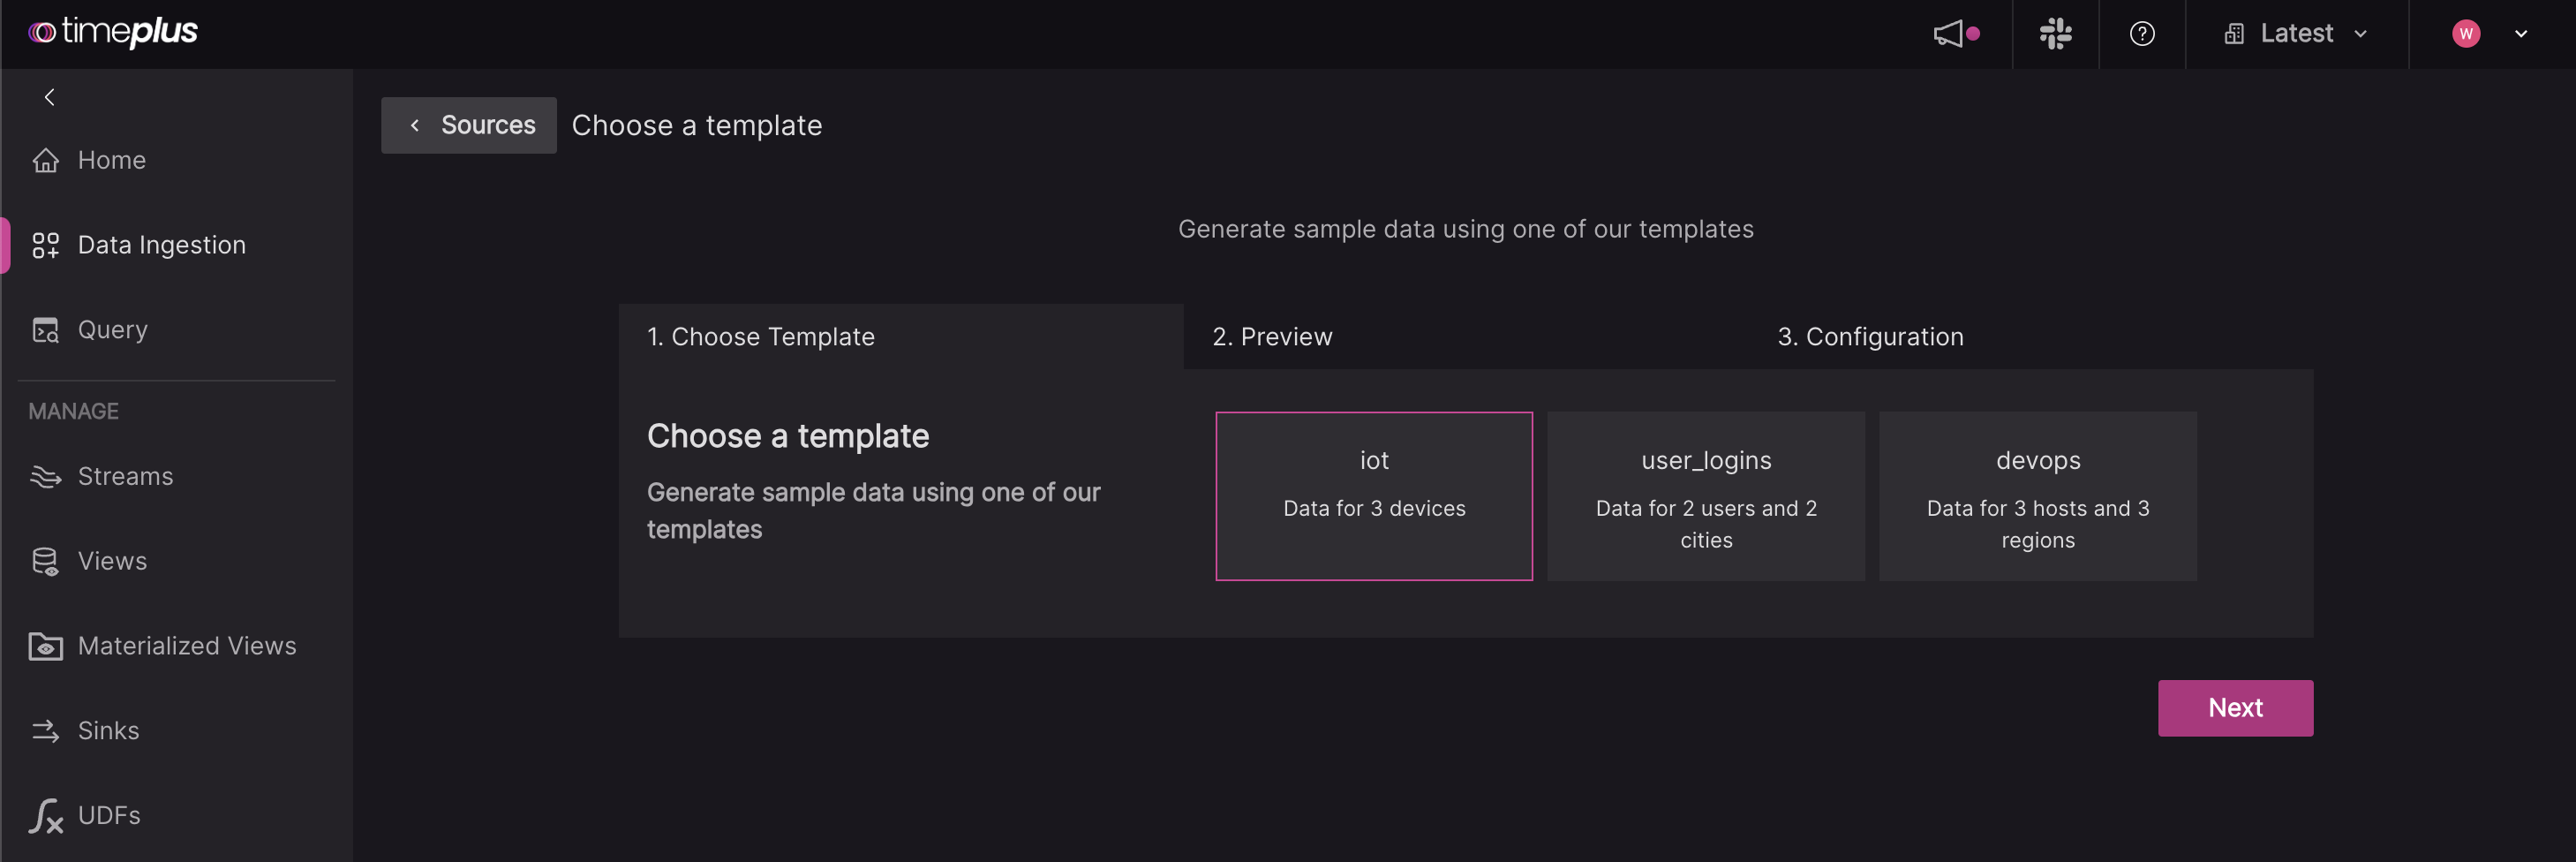 timeplus
Latest
W
Home
Data Ingestion
Query
MANAGE
Streams
Views
Materialized Views
Sinks
UDFs
Sources
Choose a template
Generate sample data using one of our templates
1. Choose Template
2. Preview
3. Configuration
Choose a template
Generate sample data using one of our
templates
iot
Data for 3 devices
user_logins
Data for 2 users and 2
cities
devops
Data for 3 hosts and 3
regions
Next